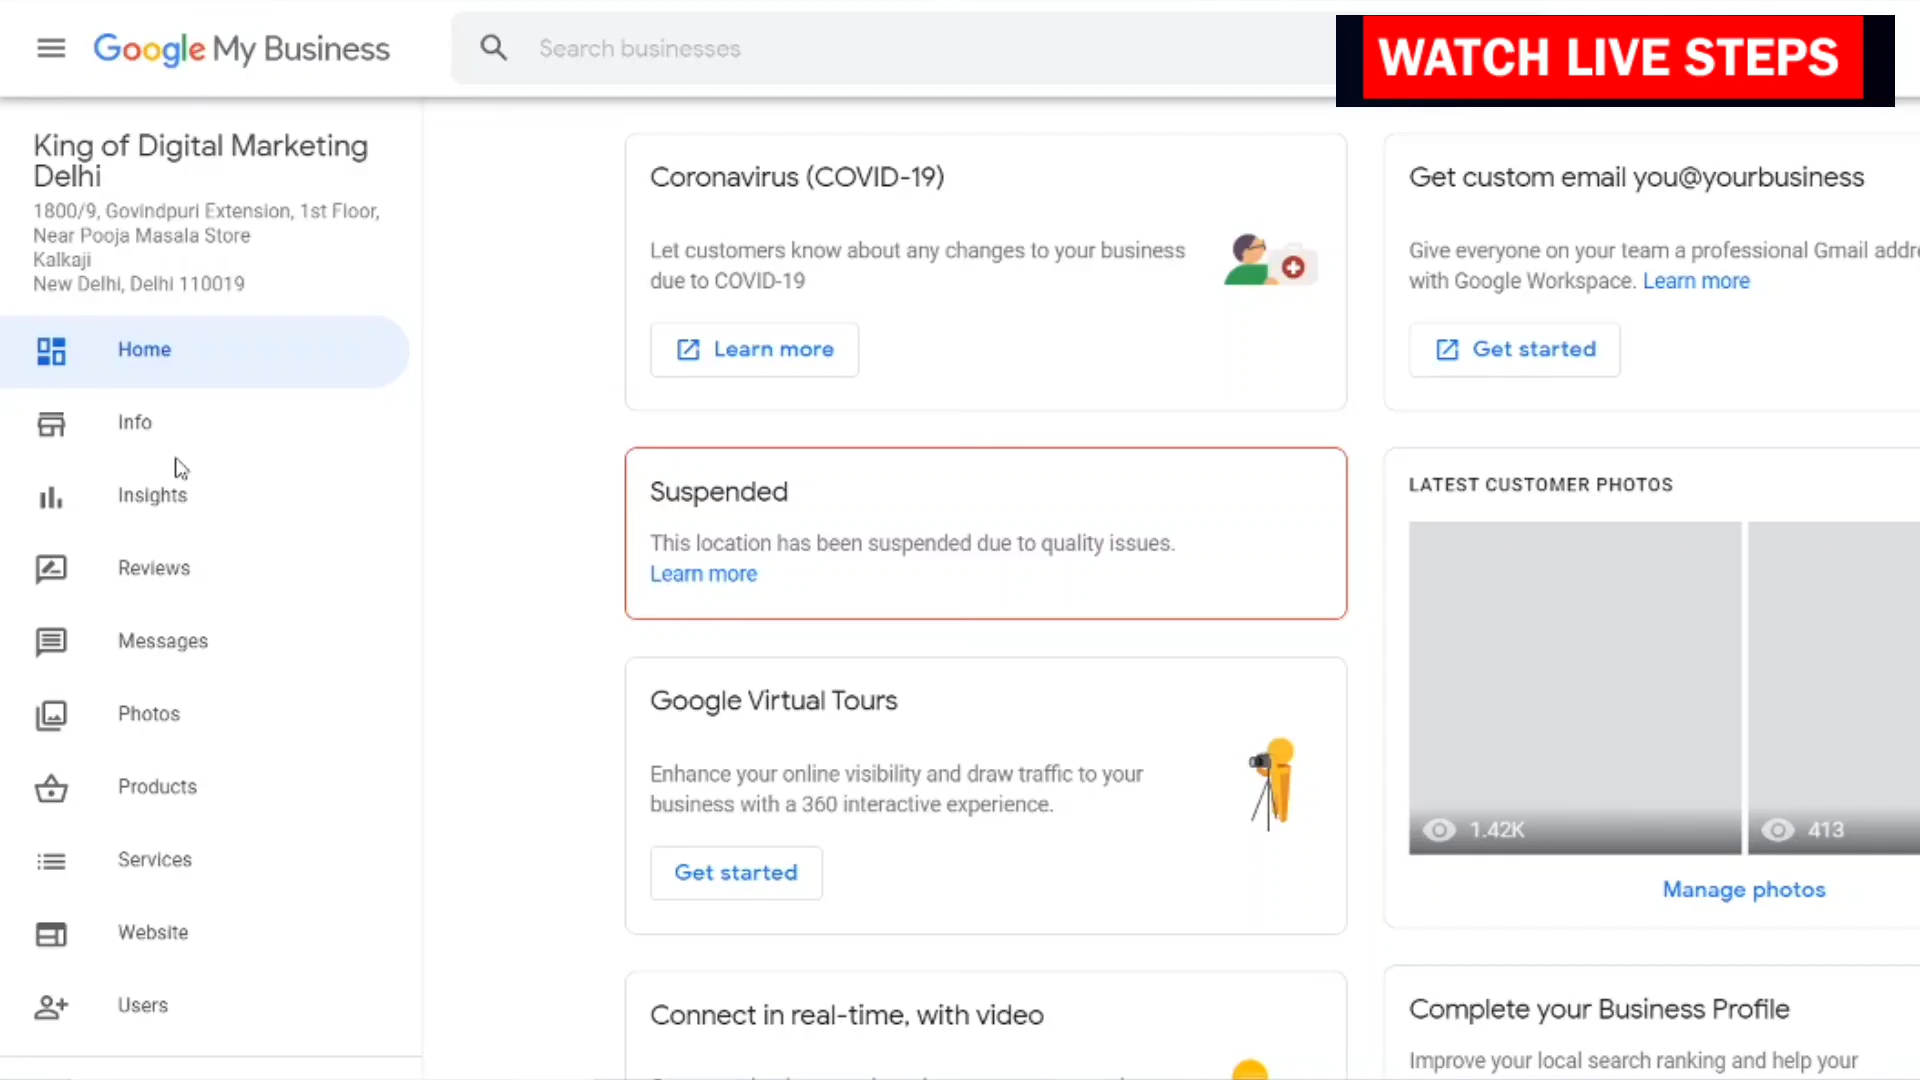 Google My Business
Search businesses
WATCH LIVE STEPS
King of Digital Marketing
Delhi
1800/9, Govindpuri Extension, 1st Floor,
Near Pooja Masala Store
Kalkaji
New Delhi, Delhi 110019
Home
Info
Insights
Reviews
Messages
Photos
Products
Services
Website
Users
Coronavirus (COVID-19)
Let customers know about any changes to your business
due to COVID-19
Learn more
Suspended
This location has been suspended due to quality issues.
Learn more
Google Virtual Tours
Enhance your online visibility and draw traffic to your
business with a 360 interactive experience.
Get started
Connect in real-time, with video
Get custom email you@yourbusiness
Give everyone on your team a professional Gmail addre
with Google Workspace. Learn more
Get started
LATEST CUSTOMER PHOTOS
1.42K
413
Manage photos
Complete your Business Profile
Improve your local search ranking and help your